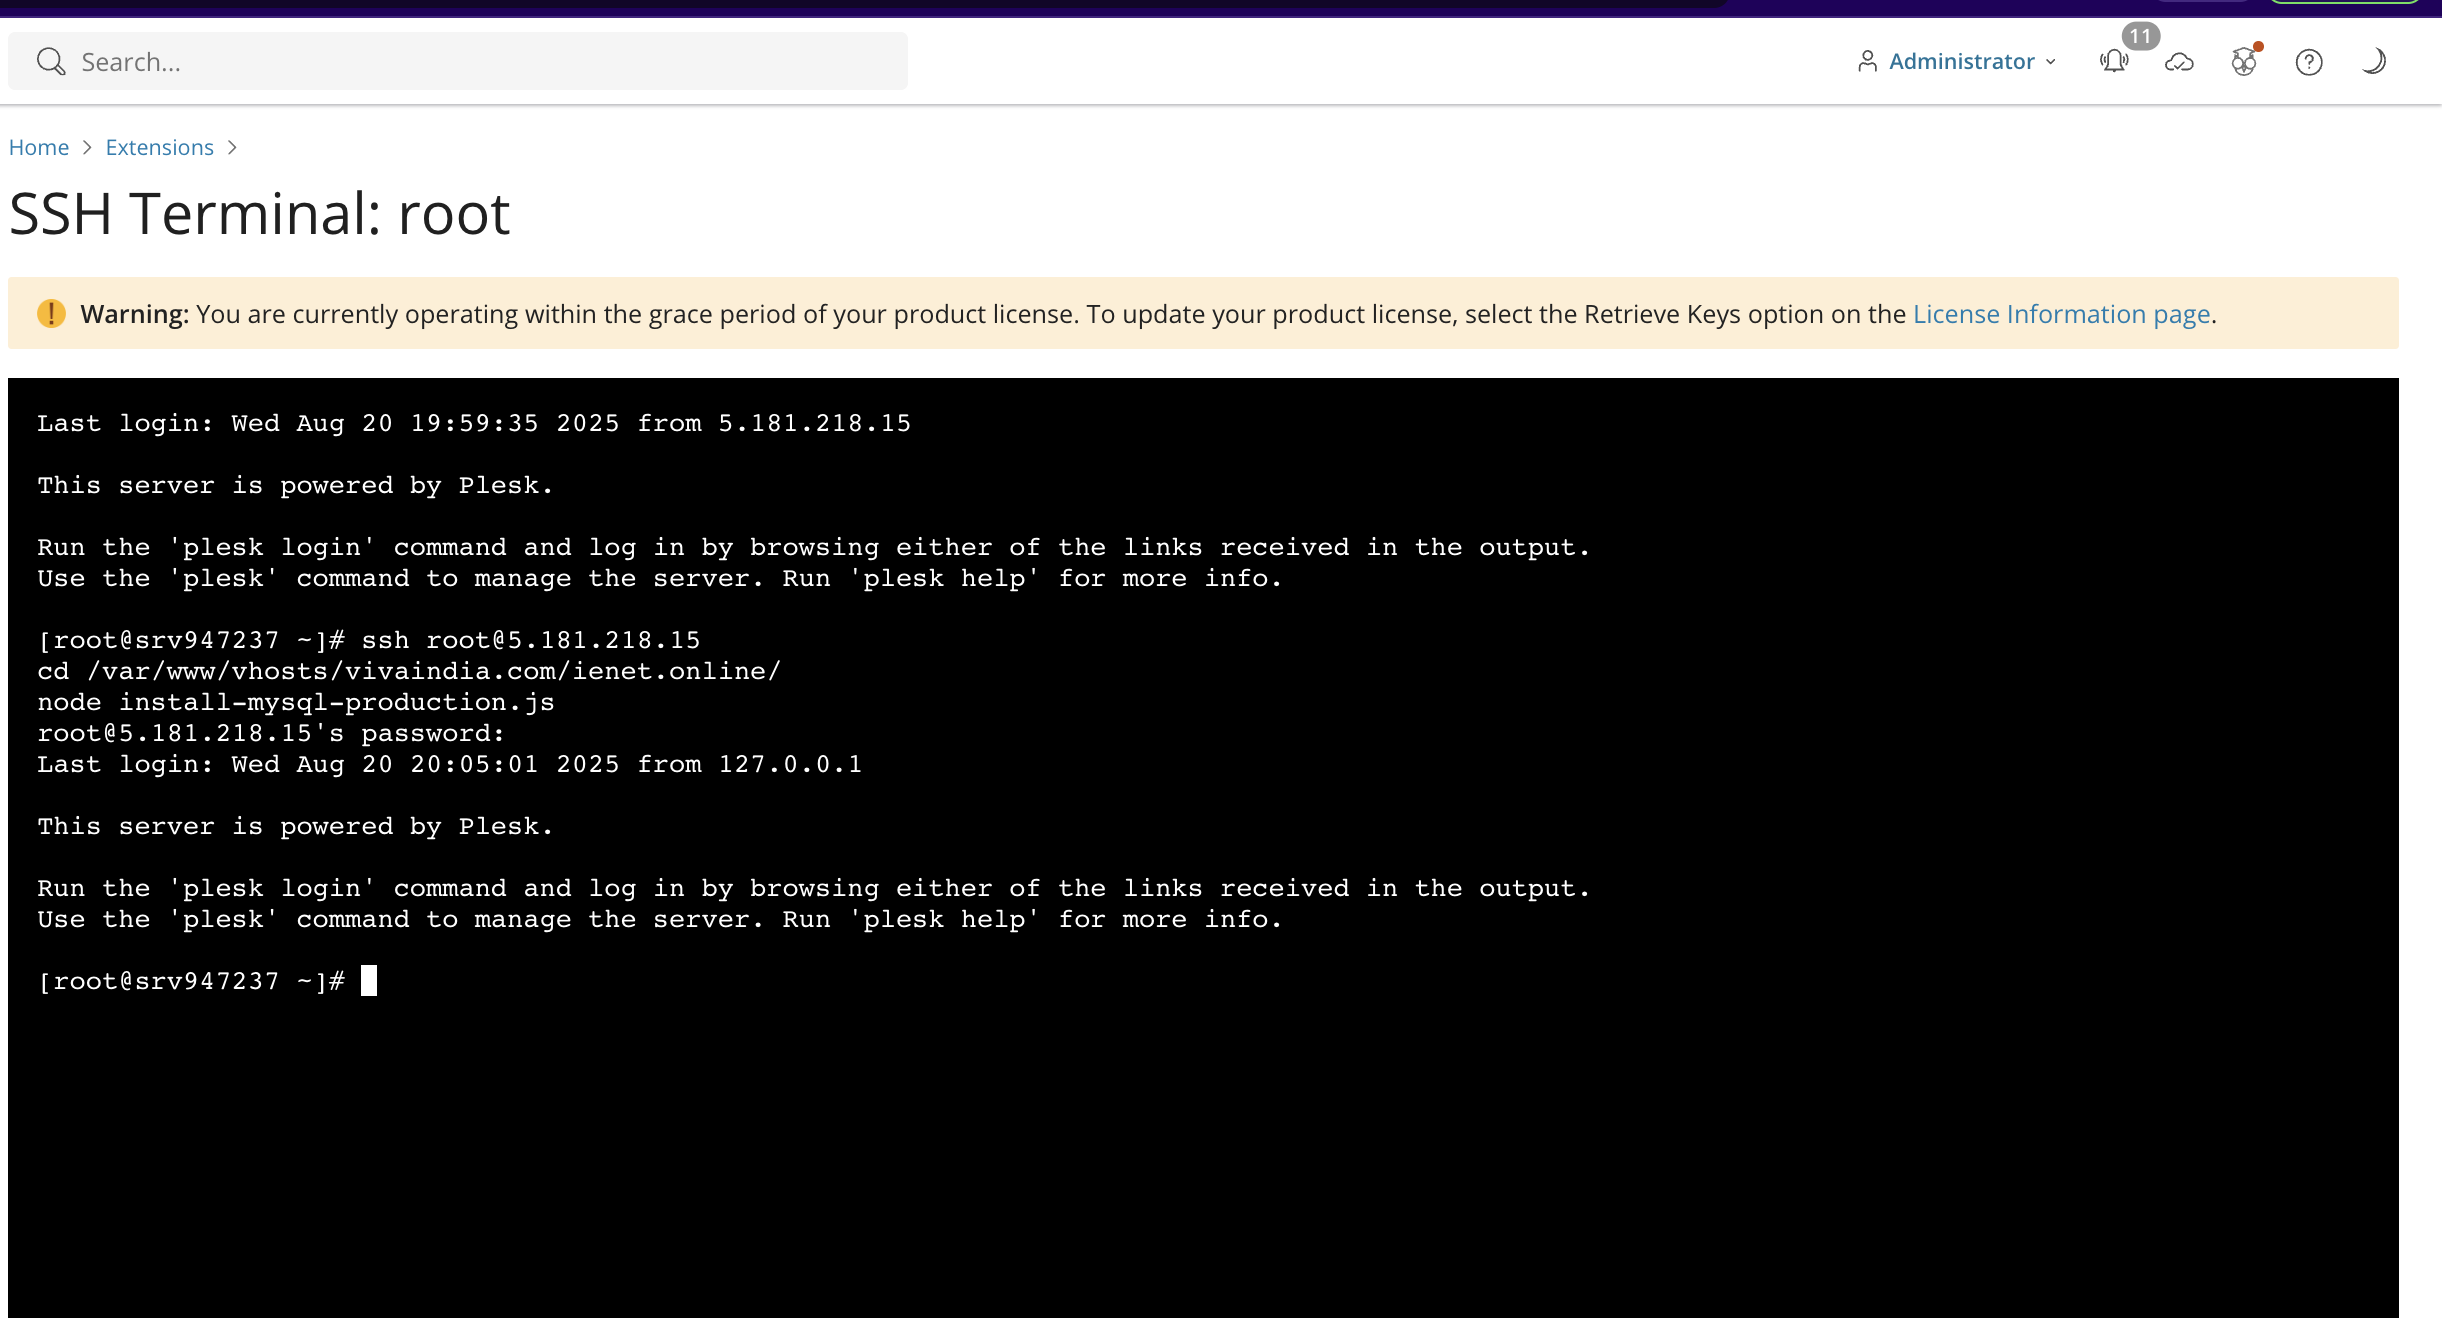 Search...
Administrator
11
Home > Extensions >
SSH Terminal: root
Warning: You are currently operating within the grace period of your product license. To update your product license, select the Retrieve Keys option on the License Information page.
Last login: Wed Aug 20 19:59:35 2025 from 5.181.218.15
This server is powered by Plesk.
Run the 'plesk login' command and log in by browsing either of the links received in the output.
Use the 'plesk' command to manage the server. Run 'plesk help' for more info.
[root@srv947237 ~]# ssh root@5.181.218.15
cd /var/www/vhosts/vivaindia.com/ienet.online/
node install-mysql-production.js
root@5.181.218.15's password:
Last login: Wed Aug 20 20:05:01 2025 from 127.0.0.1
This server is powered by Plesk.
Run the 'plesk login' command and log in by browsing either of the links received in the output.
Use the 'plesk' command to manage the server. Run 'plesk help' for more info.
[root@srv947237 ~]#